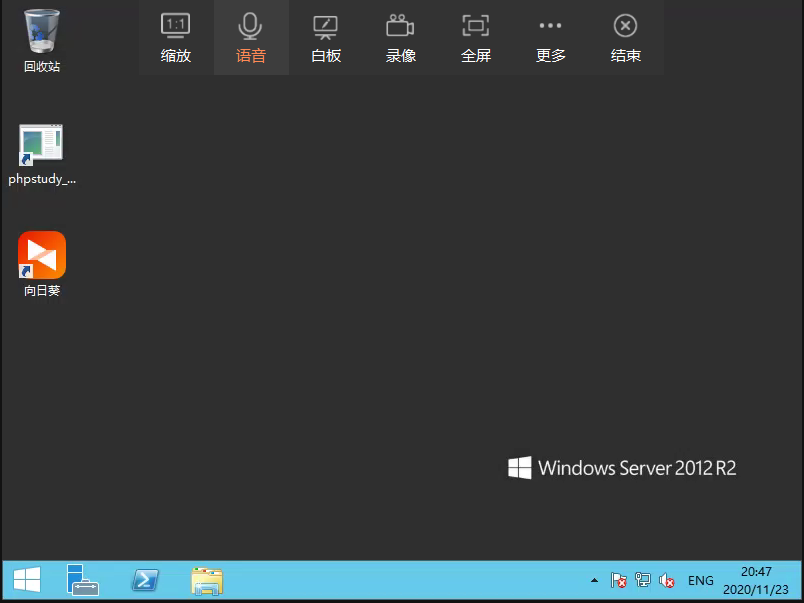 1:1
缩放
语音
白板
录像
全屏
更多
结束
回收站
phpstudy_...
向日葵
Windows Server 2012 R2
ENG
20:47
2020/11/23